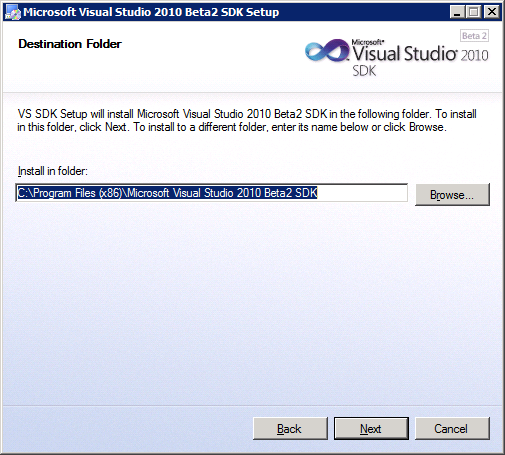 Microsoft Visual Studio 2010 Beta2 SDK Setup
Destination Folder
Beta 2
Microsoft®
Visual Studio 2010
SDK
VS SDK Setup will install Microsoft Visual Studio 2010 Beta2 SDK in the following folder. To install
in this folder, click Next. To install to a different folder, enter its name below or click Browse.
Install in folder:
C:\Program Files (x86)\Microsoft Visual Studio 2010 Beta2 SDK
Browse...
Back
Next
Cancel